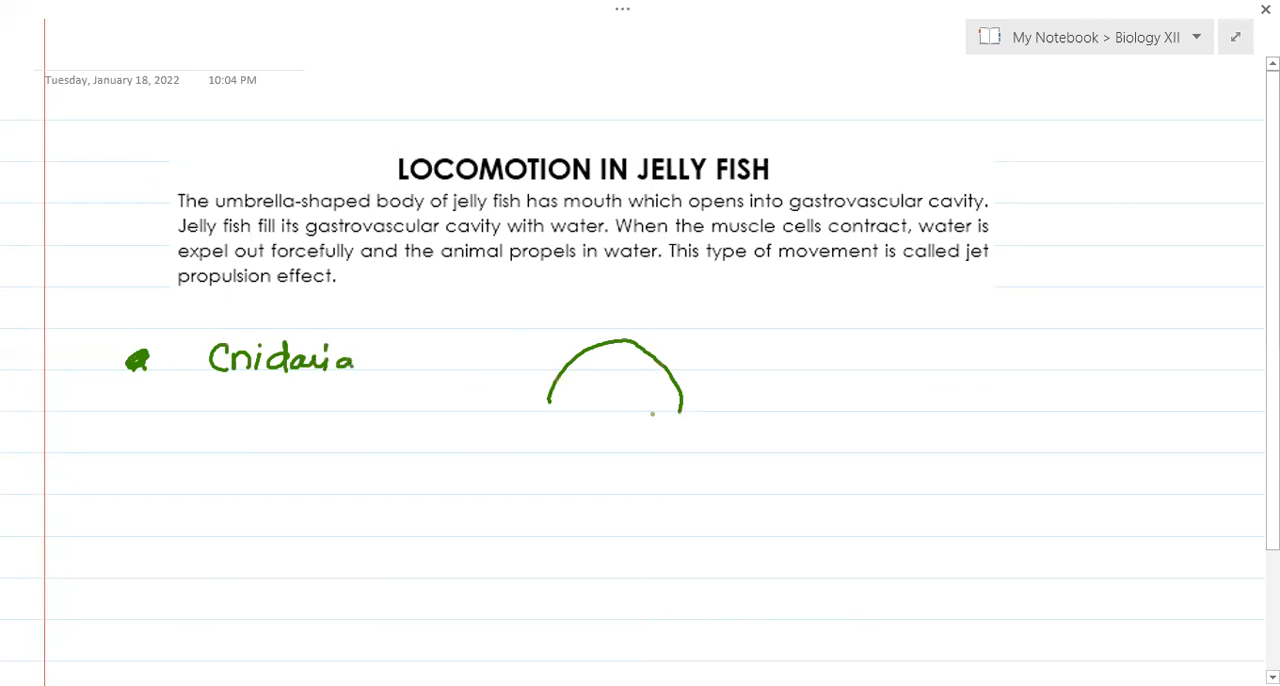 My Notebook > Biology XII
Tuesday, January 18, 2022 10:04 PM
LOCOMOTION IN JELLY FISH
The umbrella-shaped body of jelly fish has mouth which opens into gastrovascular cavity.
Jelly fish fill its gastrovascular cavity with water. When the muscle cells contract, water is
expel out forcefully and the animal propels in water. This type of movement is called jet
propulsion effect.
Cnidaria